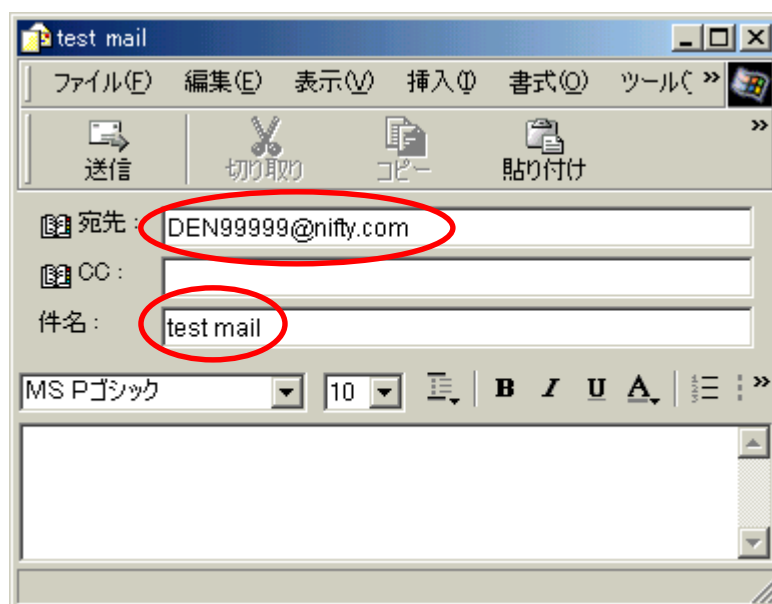 test mail
ファイル(F) 編集(E) 表示(V) 挿入(I) 書式(O) ツール( »
送信 切り取り コピー 貼り付け »
宛先: DEN99999@nifty.com
CC:
件名: test mail
MS Pゴシック 10 B I U A »